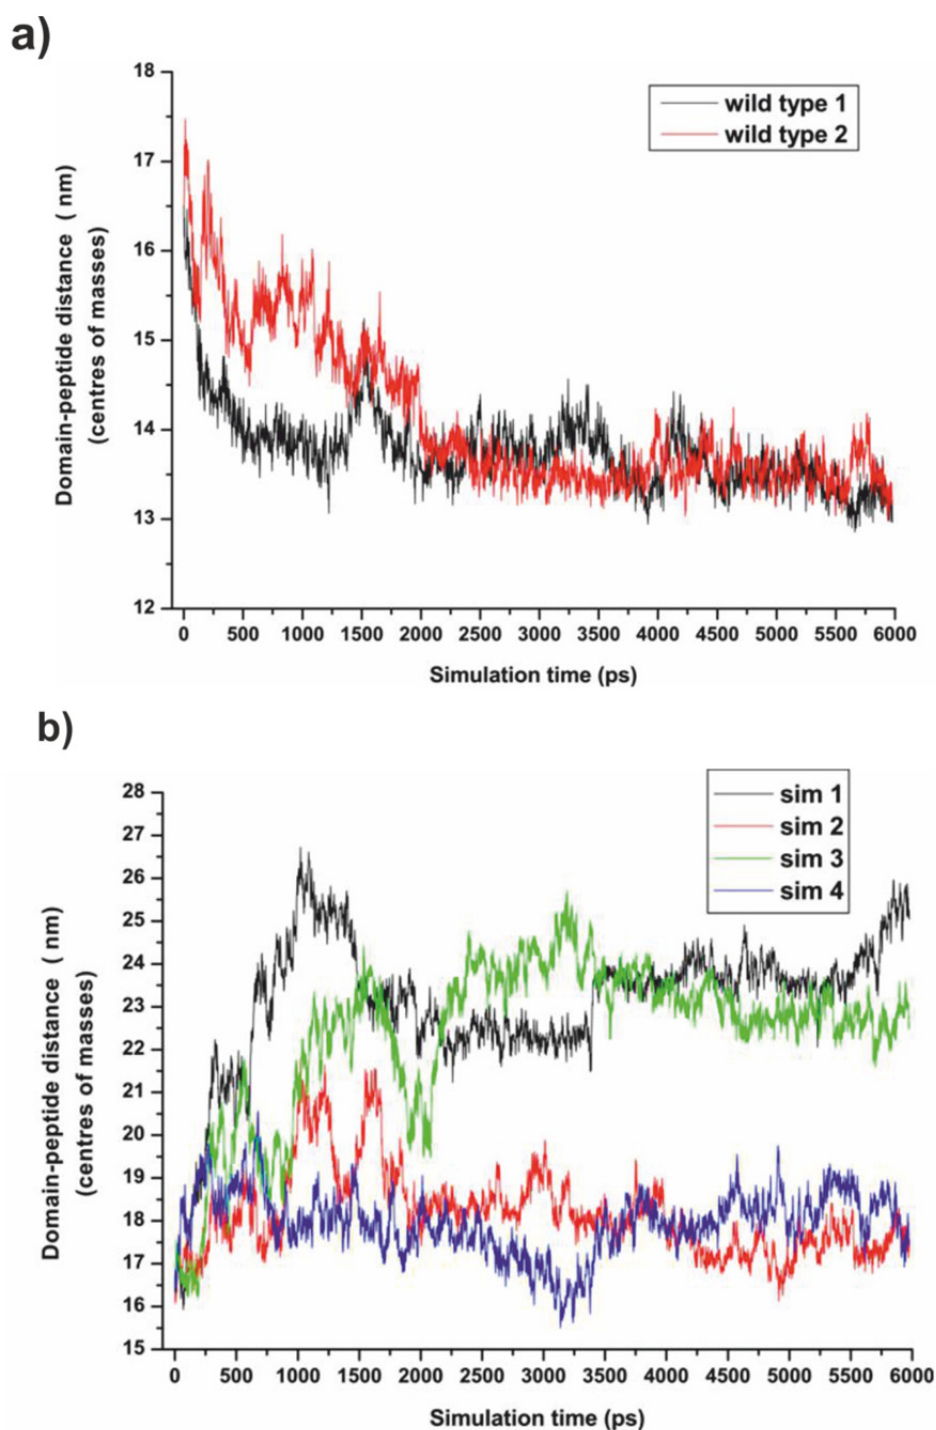 a)
18
17
16
15
14
13
12
Domain-peptide distance ( nm)
(centres of masses)
wild type 1
wild type 2
0 500 1000 1500 2000 2500 3000 3500 4000 4500 5000 5500 6000
Simulation time (ps)
b)
28
27
26
25
24
23
22
21
20
19
18
17
16
15
Domain-peptide distance ( nm)
(centres of masses)
sim 1
sim 2
sim 3
sim 4
0 500 1000 1500 2000 2500 3000 3500 4000 4500 5000 5500 6000
Simulation time (ps)